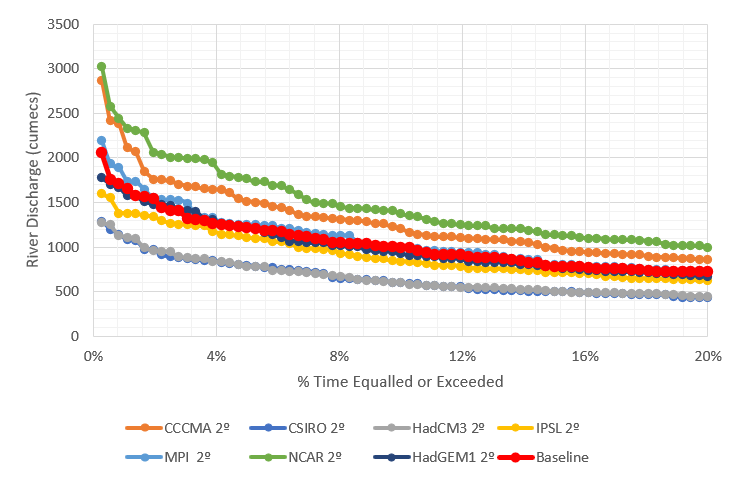 3500
3000
2500
2000
1500
1000
500
0
River Discharge (cumecs)
0% 4% 8% 12% 16% 20%
% Time Equalled or Exceeded
CCCMA 2º CSIRO 2º HadCM3 2º IPSL 2º
MPI 2º NCAR 2º HadGEM1 2º Baseline